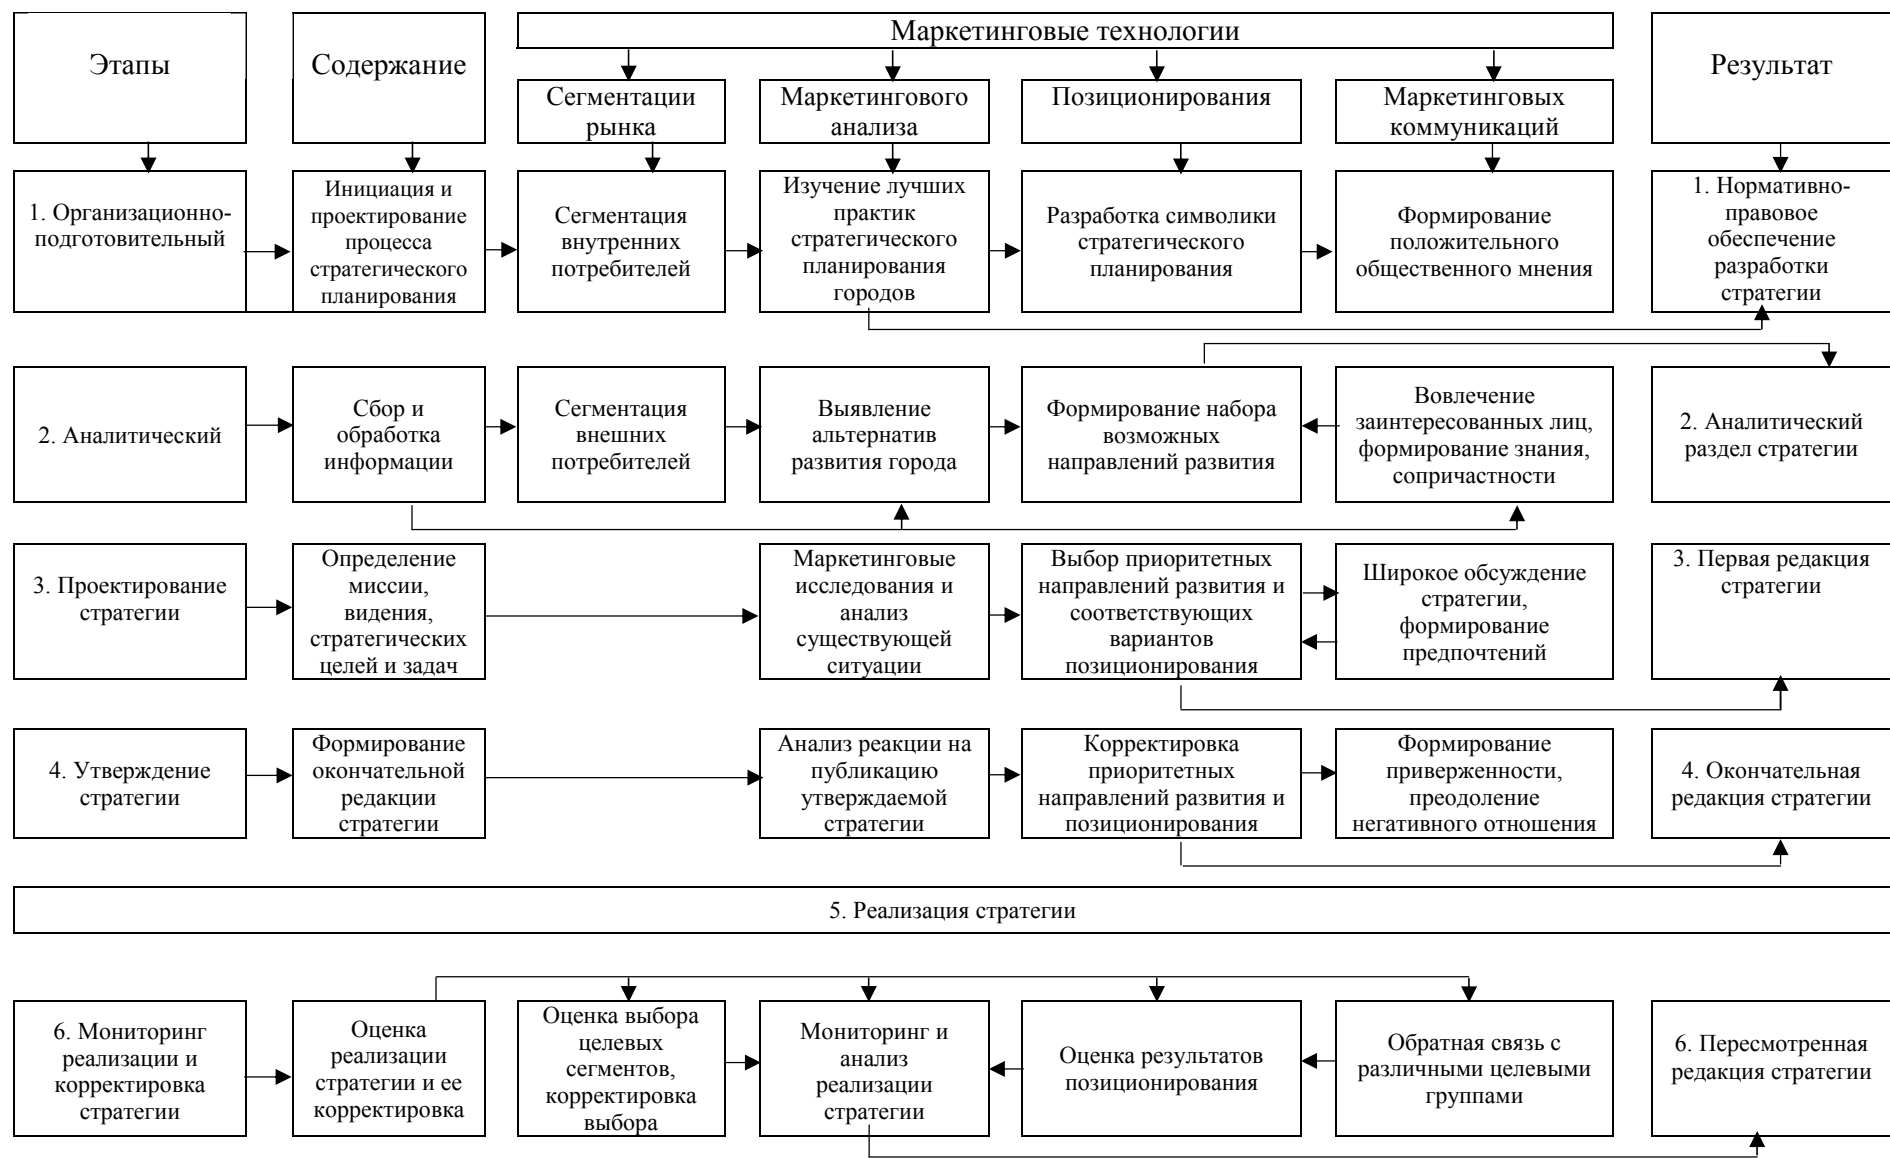 Маркетинговые технологии
Этапы
Содержание
Результат
Сегментации
рынка
Маркетингового
анализа
Позиционирования
Маркетинговых
коммуникаций
1. Организационно-
подготовительный
Инициация и
проектирование
процесса
стратегического
планирования
Сегментация
внутренних
потребителей
Изучение лучших
практик
стратегического
планирования
городов
Разработка символики
стратегического
планирования
Формирование
положительного
общественного мнения
1. Нормативно-
правовое
обеспечение
разработки
стратегии
2. Аналитический
Сбор и
обработка
информации
Сегментация
внешних
потребителей
Выявление
альтернатив
развития города
Формирование набора
возможных
направлений развития
Вовлечение
заинтересованных лиц,
формирование знания,
сопричастности
2. Аналитический
раздел стратегии
3. Проектирование
стратегии
Определение
миссии,
видения,
стратегических
целей и задач
Маркетинговые
исследования и
анализ
существующей
ситуации
Выбор приоритетных
направлений развития и
соответствующих
вариантов
позиционирования
Широкое обсуждение
стратегии,
формирование
предпочтений
3. Первая редакция
стратегии
4. Утверждение
стратегии
Формирование
окончательной
редакции
стратегии
Анализ реакции на
публикацию
утверждаемой
стратегии
Корректировка
приоритетных
направлений развития и
позиционирования
Формирование
приверженности,
преодоление
негативного отношения
4. Окончательная
редакция стратегии
5. Реализация стратегии
6. Мониторинг
реализации и
корректировка
стратегии
Оценка
реализации
стратегии и ее
корректировка
Оценка выбора
целевых
сегментов,
корректировка
выбора
Мониторинг и
анализ
реализации
стратегии
Оценка результатов
позиционирования
Обратная связь с
различными целевыми
группами
6. Пересмотренная
редакция стратегии